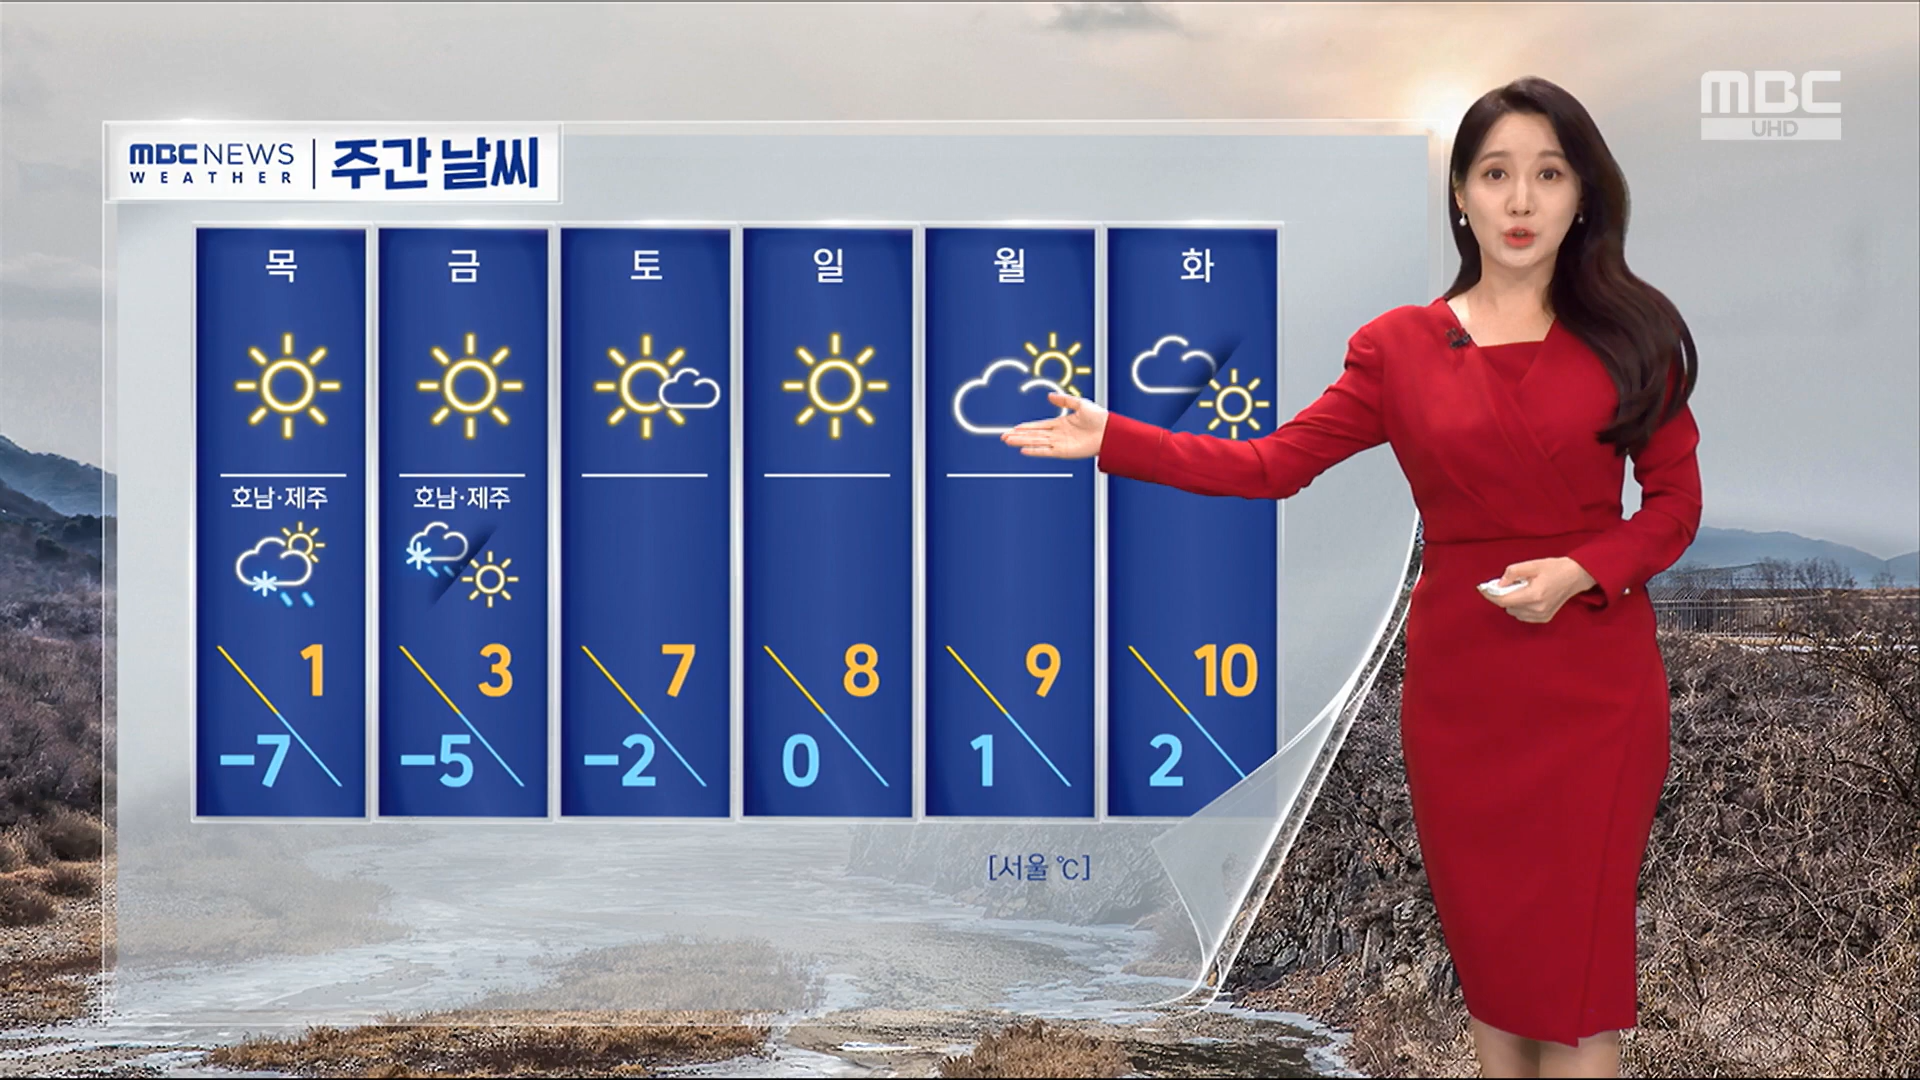 MBC NEWS
WEATHER
주간 날씨
MBC
UHD
목 금 토 일 월 화
호남·제주 호남·제주
1 3 7 8 9 10
-7 -5 -2 0 1 2
[서울 ℃]